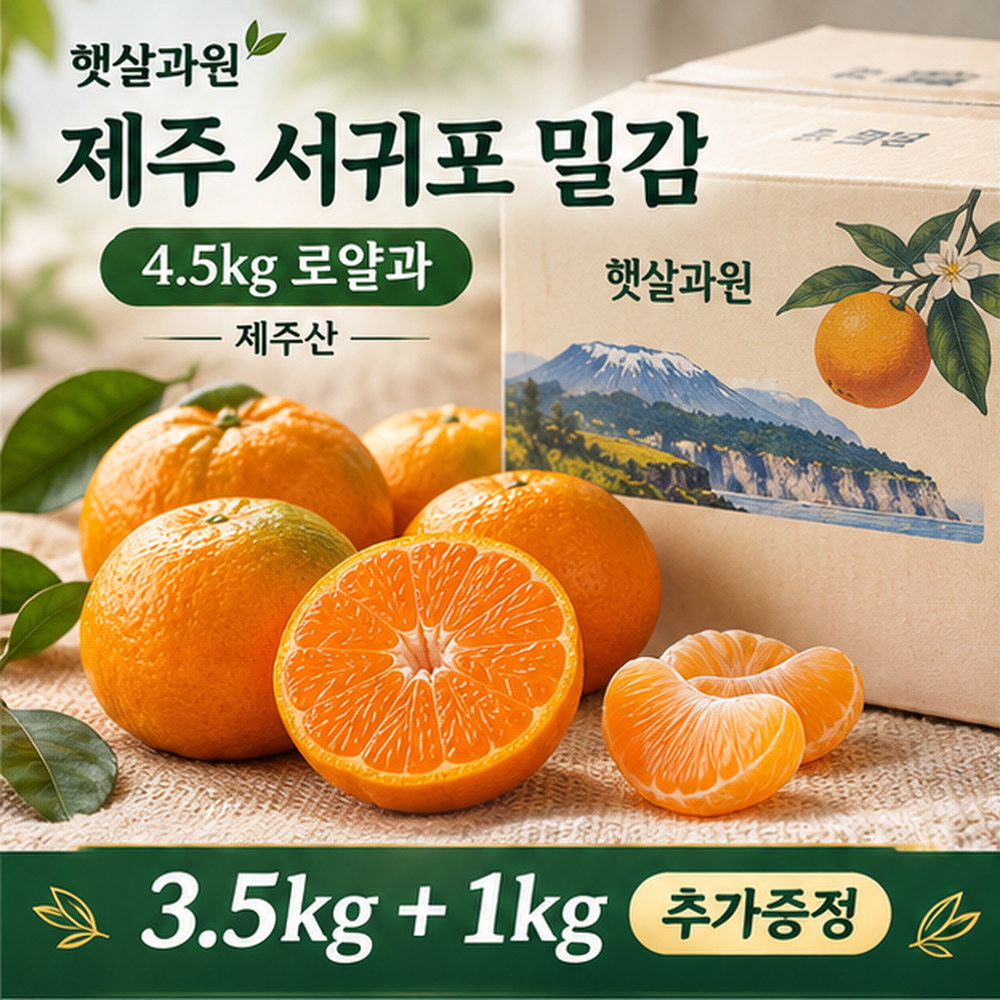 햇살과원
제주 서귀포 밀감
4.5kg 로얄과
제주산
햇살과원
3.5kg + 1kg 추가증정